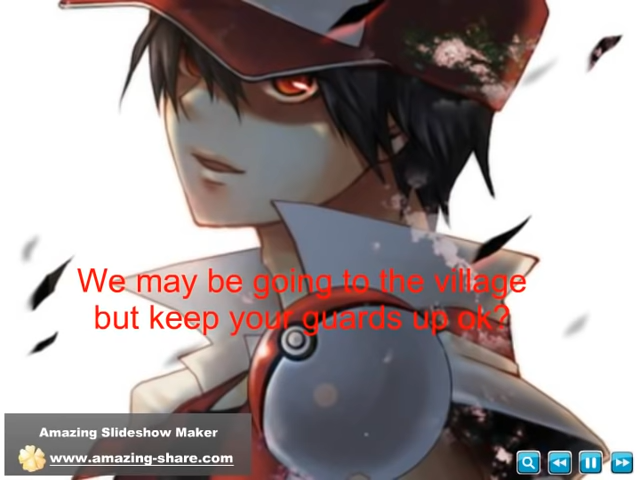 We may be going to the village
but keep your guards up ok?
Amazing Slideshow Maker
www.amazing-share.com